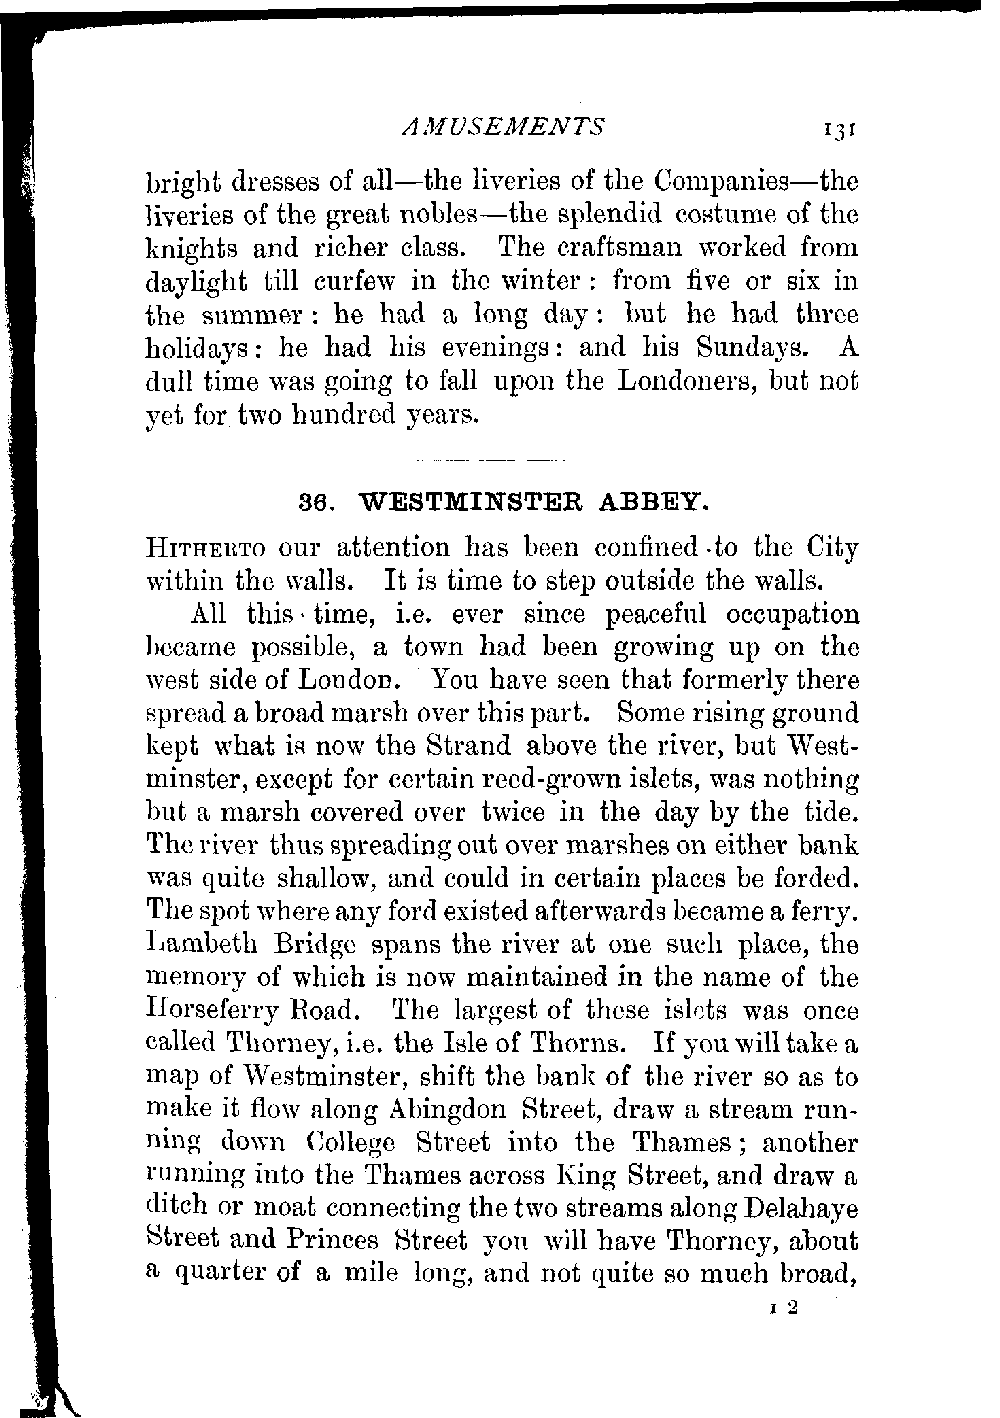 AMUSEMENTS 131
bright dresses of all—the liveries of the Companies—the
liveries of the great nobles—the splendid costume of the
knights and richer class. The craftsman worked from
daylight till curfew in the winter : from five or six in
the summer : he had a long day : but he had three
holidays : he had his evenings : and his Sundays. A
dull time was going to fall upon the Londoners, but not
yet for two hundred years.
36. WESTMINSTER ABBEY.
HITHERTO our attention has been confined to the City
within the walls. It is time to step outside the walls.
All this time, i.e. ever since peaceful occupation
became possible, a town had been growing up on the
west side of London. You have seen that formerly there
spread a broad marsh over this part. Some rising ground
kept what is now the Strand above the river, but West-
minster, except for certain reed-grown islets, was nothing
but a marsh covered over twice in the day by the tide.
The river thus spreading out over marshes on either bank
was quite shallow, and could in certain places be forded.
The spot where any ford existed afterwards became a ferry.
Lambeth Bridge spans the river at one such place, the
memory of which is now maintained in the name of the
Horseferry Road. The largest of these islets was once
called Thorney, i.e. the Isle of Thorns. If you will take a
map of Westminster, shift the bank of the river so as to
make it flow along Abingdon Street, draw a stream run-
ning down College Street into the Thames ; another
running into the Thames across King Street, and draw a
ditch or moat connecting the two streams along Delahaye
Street and Princes Street you will have Thorney, about
a quarter of a mile long, and not quite so much broad,
I 2